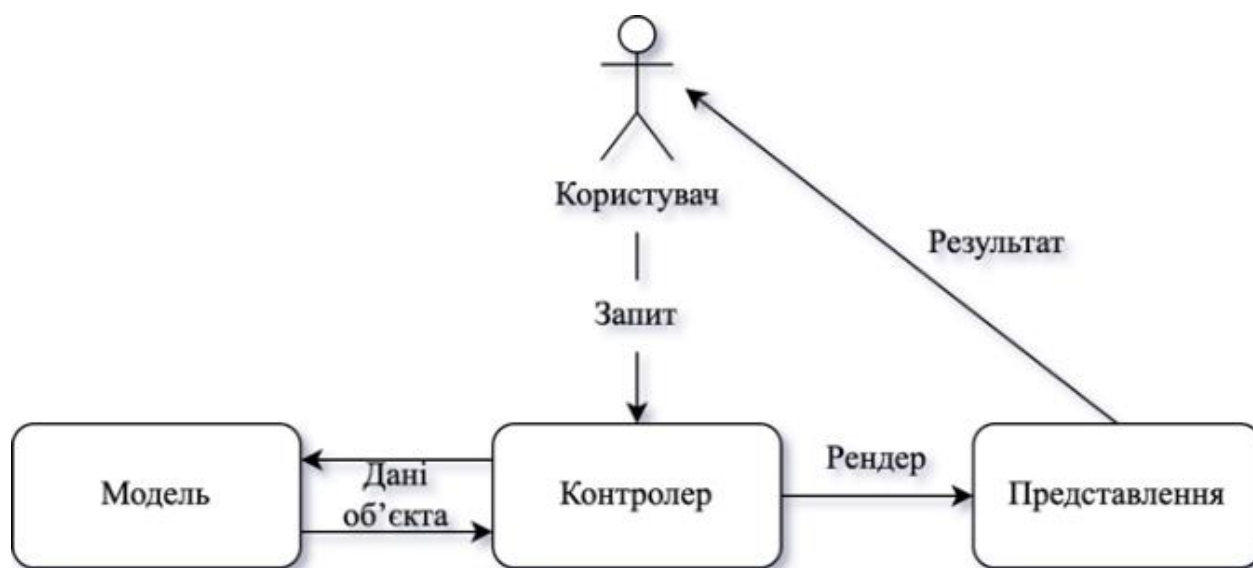 Користувач
Результат
Запит
Модель
Дані
об’єкта
Контролер
Рендер
Представлення